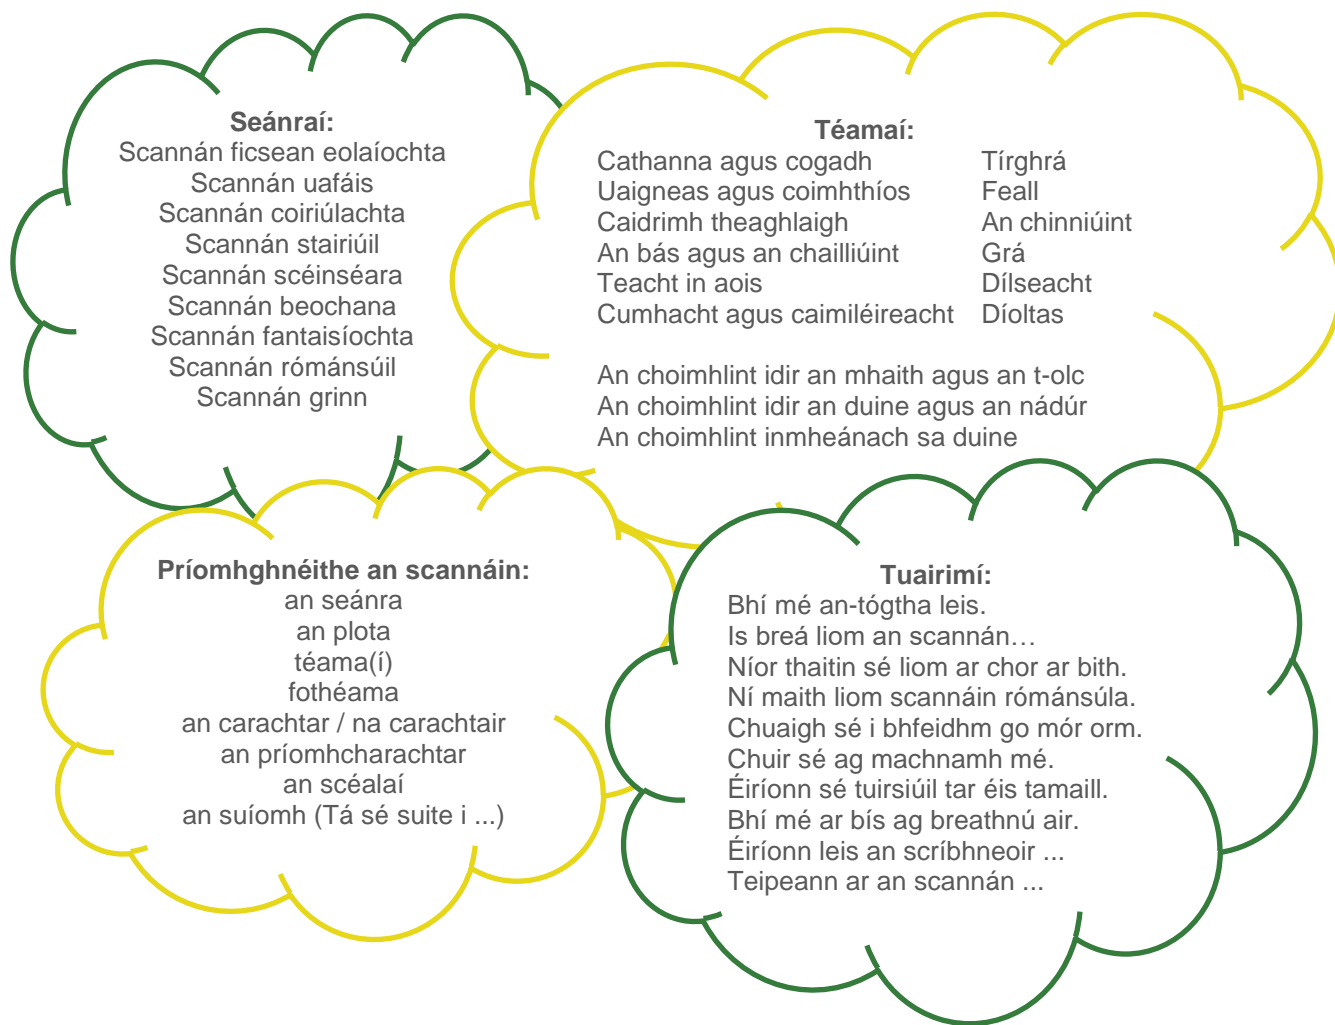 Seánraí:
Scannán ficsean eolaíochta
Scannán uafáis
Scannán coiriúlachta
Scannán stairiúil
Scannán scéinséara
Scannán beochana
Scannán fantaisíochta
Scannán rómánsúil
Scannán grinn
Téamaí:
Cathanna agus cogadh Tírghrá
Uaigneas agus coimhthíos Feall
Caidrimh theaghlaigh An chinniúint
An bás agus an chailliúint Grá
Teacht in aois Dílseacht
Cumhacht agus caimiléireacht Díoltas
An choimhlint idir an mhaith agus an t-olc
An choimhlint idir an duine agus an nádúr
An choimhlint inmheánach sa duine
Príomhghnéithe an scannáin:
an seánra
an plota
téama(í)
fothéama
an carachtar / na carachtair
an príomhcharachtar
an scéalaí
an suíomh (Tá sé suite i ...)
Tuairimí:
Bhí mé an-tógtha leis.
Is breá liom an scannán…
Níor thaitin sé liom ar chor ar bith.
Ní maith liom scannáin rómánsúla.
Chuaigh sé i bhfeidhm go mór orm.
Chuir sé ag machnamh mé.
Éiríonn sé tuirsiúil tar éis tamaill.
Bhí mé ar bís ag breathnú air.
Éiríonn leis an scríbhneoir ...
Teipeann ar an scannán ...